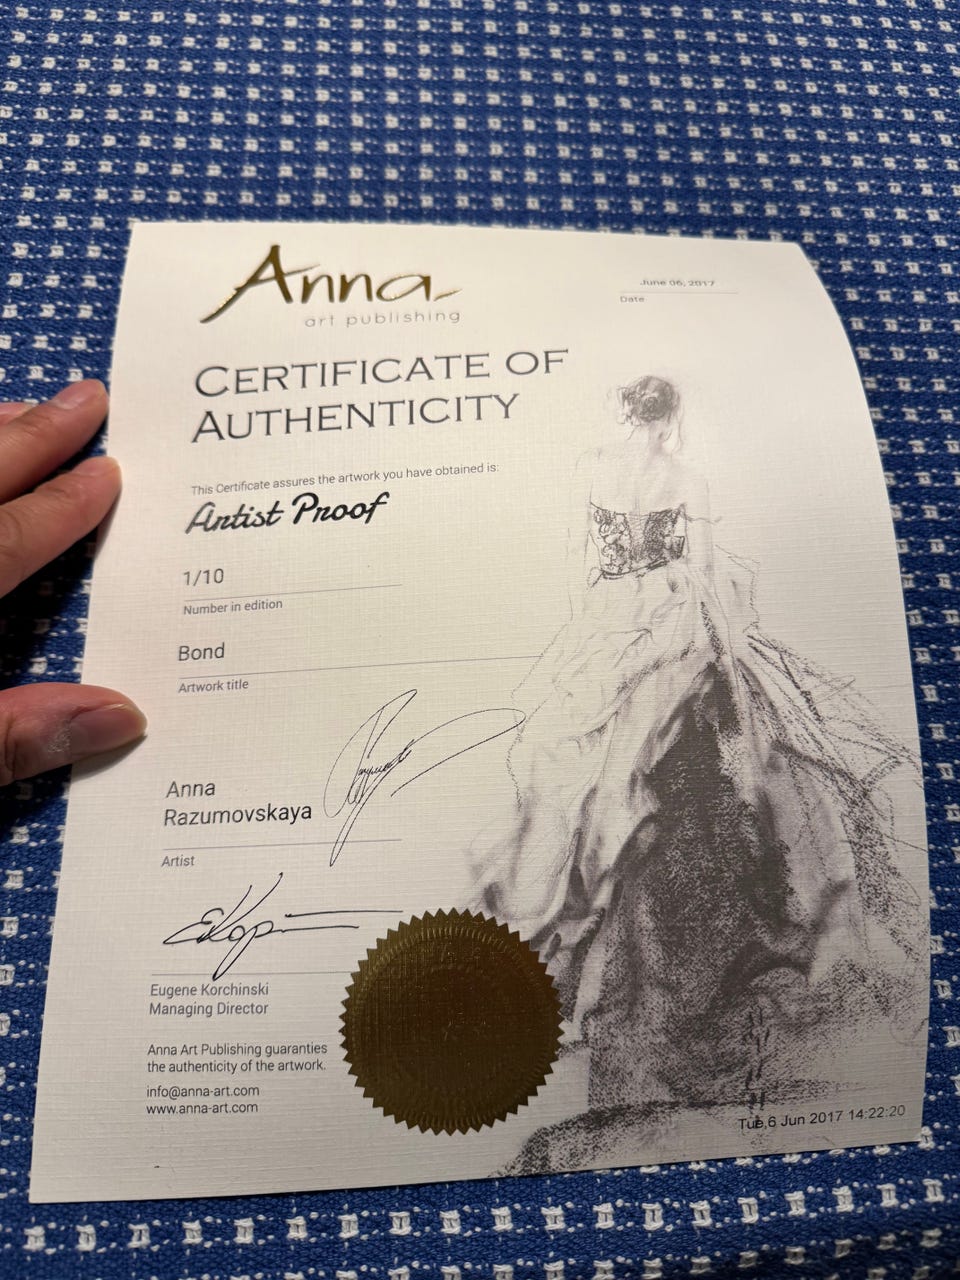 Anna
art publishing
June 06, 2017
Date
CERTIFICATE OF
AUTHENTICITY
This Certificate assures the artwork you have obtained is:
Artist Proof
1/10
Number in edition
Bond
Artwork title
Anna
Razumovskaya
Artist
Eugene Korchinski
Managing Director
Anna Art Publishing guaranties
the authenticity of the artwork.
info@anna-art.com
www.anna-art.com
Tue,6 Jun 2017 14:22:20